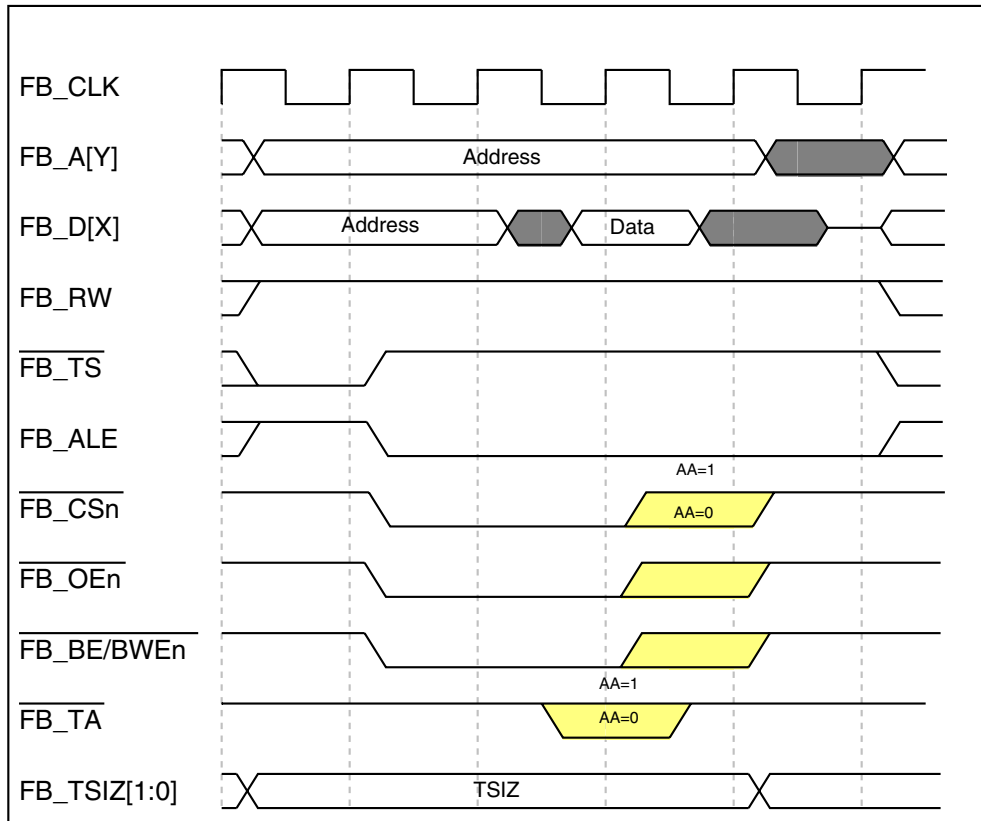 FB_CLK
FB_A[Y]
Address
FB_D[X]
Address
Data
FB_RW
FB_TS
FB_ALE
AA=1
FB_CSn
AA=0
FB_OEn
FB_BE/BWEn
AA=1
FB_TA
AA=0
FB_TSIZ[1:0]
TSIZ